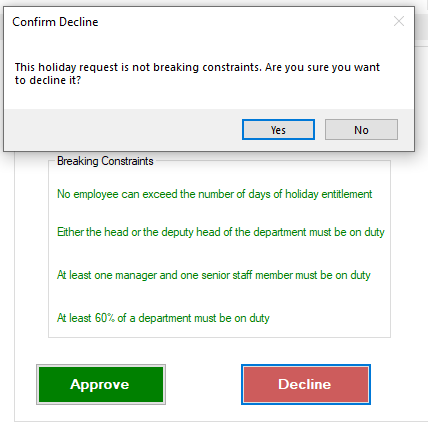 Confirm Decline
This holiday request is not breaking constraints. Are you sure you want
to decline it?
Yes
No
Breaking Constraints
No employee can exceed the number of days of holiday entitlement
Either the head or the deputy head of the department must be on duty
At least one manager and one senior staff member must be on duty
At least 60% of a department must be on duty
Approve
Decline